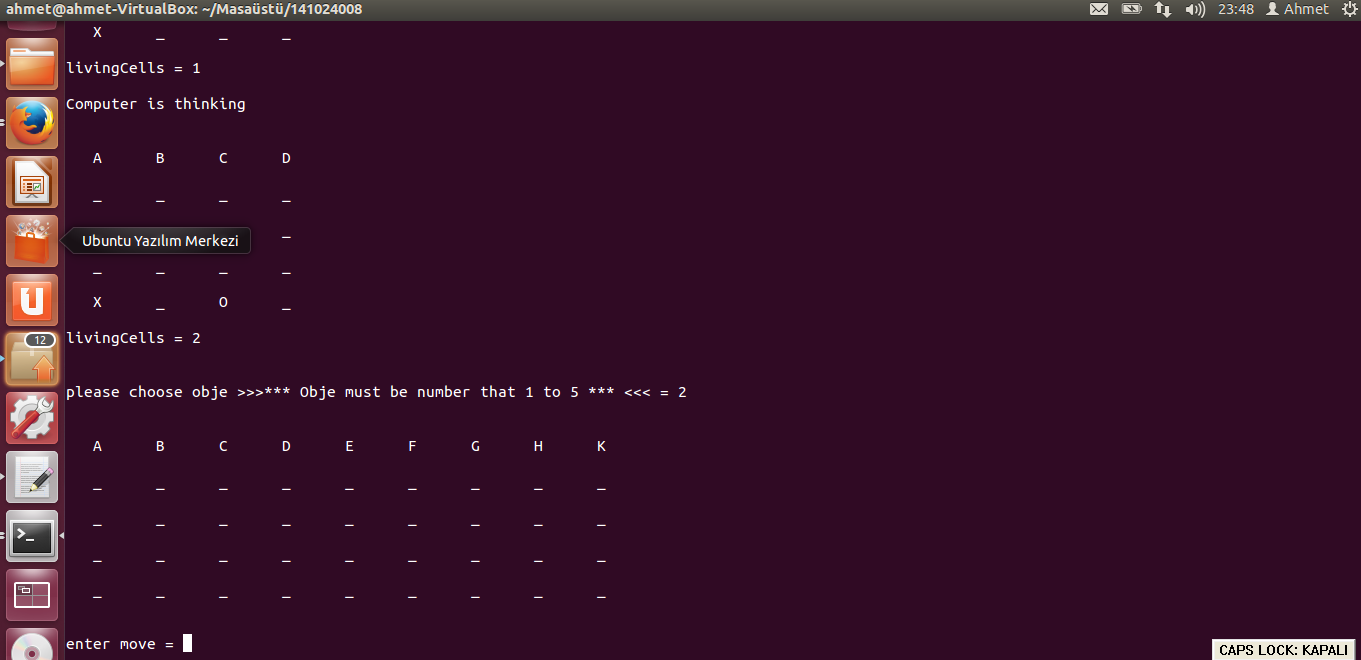 ahmet@ahmet-VirtualBox: ~/Masaüstü/141024008 23:48 Ahmet
X _ _ _
livingCells = 1
Computer is thinking
A B C D
_ _ _ _
Ubuntu Yazılım Merkezi _
_ _ _ _
X _ O _
livingCells = 2
12
please choose obje >>>*** Obje must be number that 1 to 5 *** <<< = 2
A B C D E F G H K
_ _ _ _ _ _ _ _ _
_ _ _ _ _ _ _ _ _
_ _ _ _ _ _ _ _ _
_ _ _ _ _ _ _ _ _
enter move =
CAPS LOCK: KAPALI